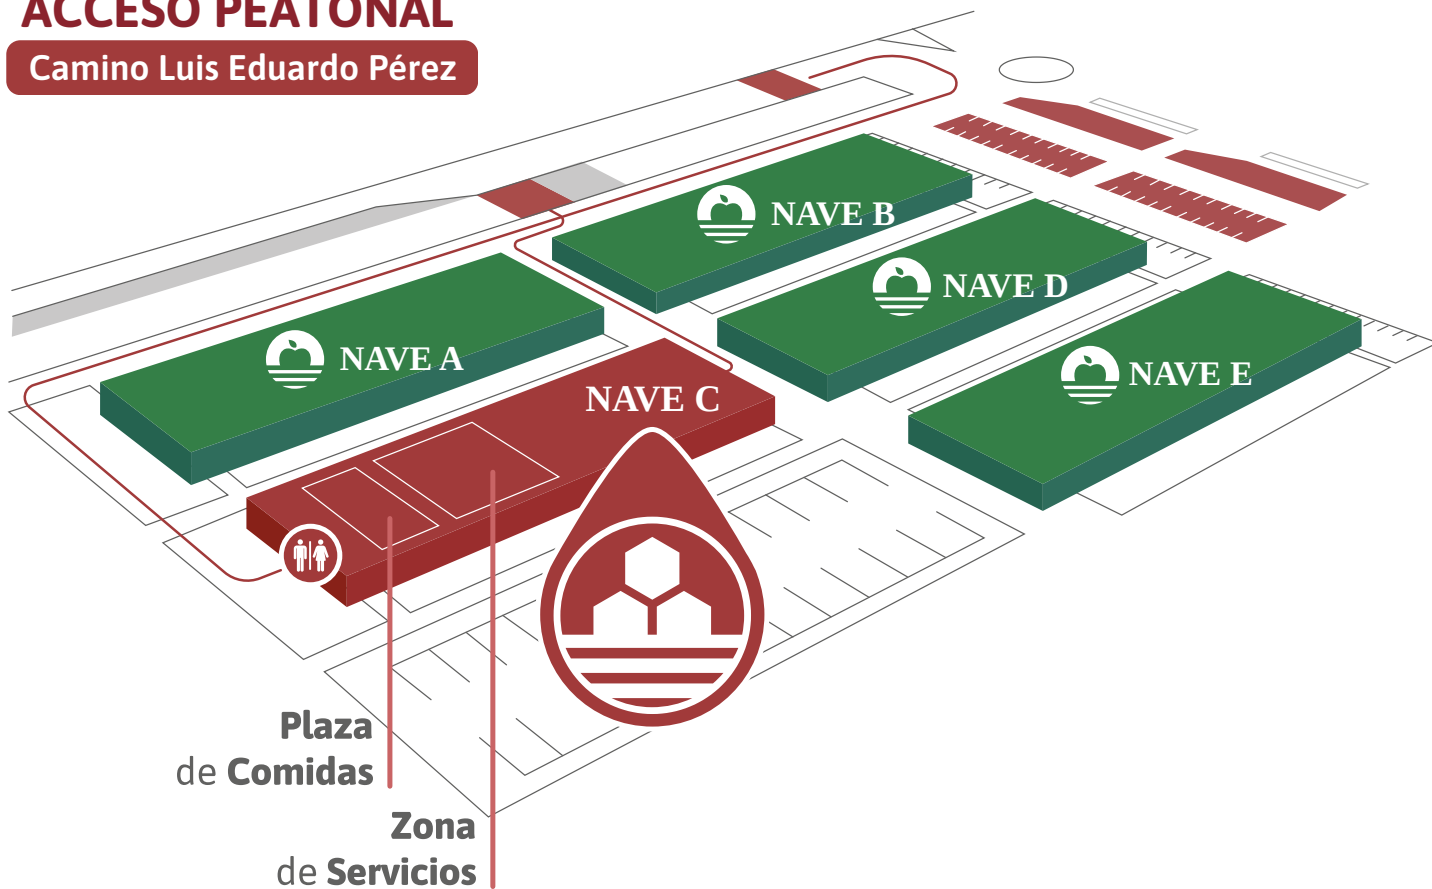 ACCESO PEATONAL
Camino Luis Eduardo Pérez
NAVE B
NAVE D
NAVE A
NAVE E
NAVE C
Plaza
de Comidas
Zona
de Servicios